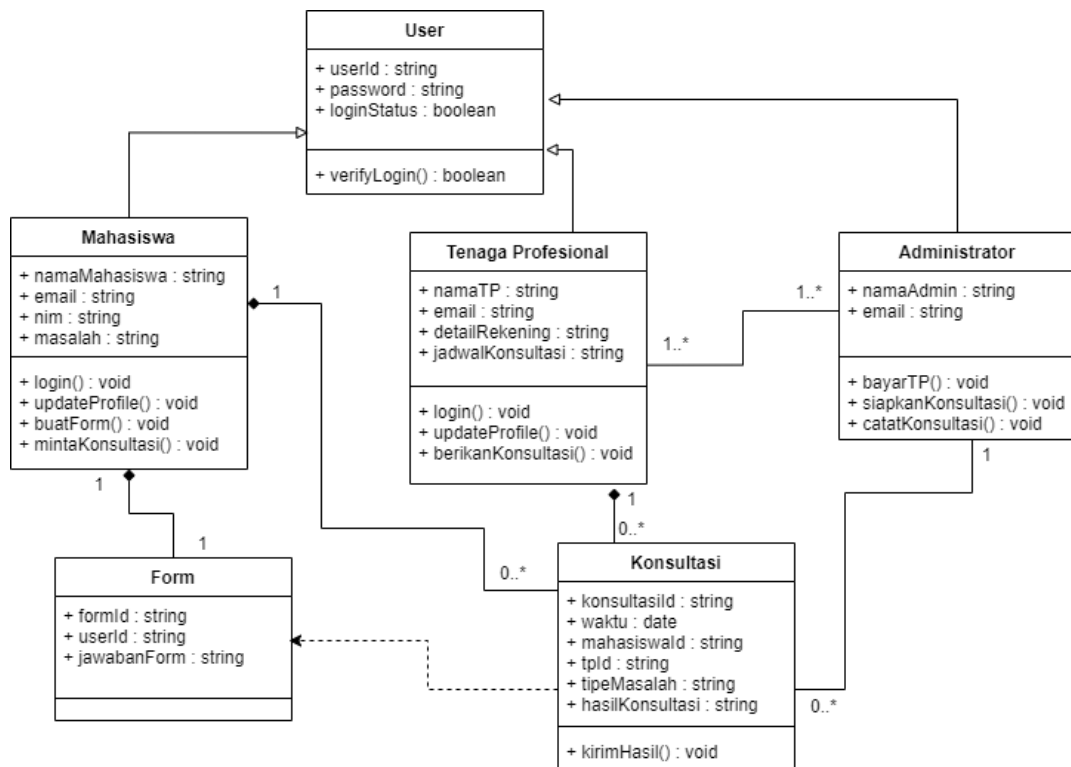 User
+ userId : string
+ password : string
+ loginStatus : boolean
+ verifyLogin() : boolean
Mahasiswa
+ namaMahasiswa : string
+ email : string
+ nim : string
+ masalah : string
+ login() : void
+ updateProfile() : void
+ buatForm() : void
+ mintaKonsultasi() : void
Tenaga Profesional
+ namaTP : string
+ email : string
+ detailRekening : string
+ jadwalKonsultasi : string
+ login() : void
+ updateProfile() : void
+ berikanKonsultasi() : void
Administrator
+ namaAdmin : string
+ email : string
+ bayarTP() : void
+ siapkanKonsultasi() : void
+ catatKonsultasi() : void
1
1..*
1..*
1
1
1
0..*
1
0..*
0..*
Form
+ formId : string
+ userId : string
+ jawabanForm : string
Konsultasi
+ konsultasiId : string
+ waktu : date
+ mahasiswaId : string
+ tpId : string
+ tipeMasalah : string
+ hasilKonsultasi : string
+ kirimHasil() : void